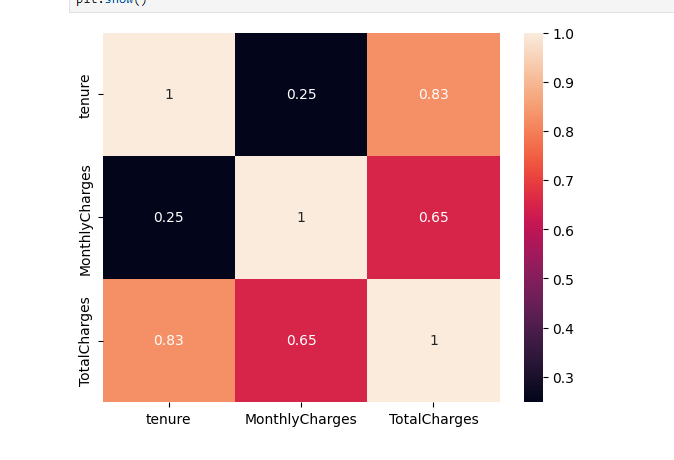 plt.show()
1.0
tenure 1 0.25 0.83
0.9
0.8
MonthlyCharges 0.25 1 0.65
0.7
0.6
0.5
TotalCharges 0.83 0.65 1
0.4
0.3
tenure MonthlyCharges TotalCharges